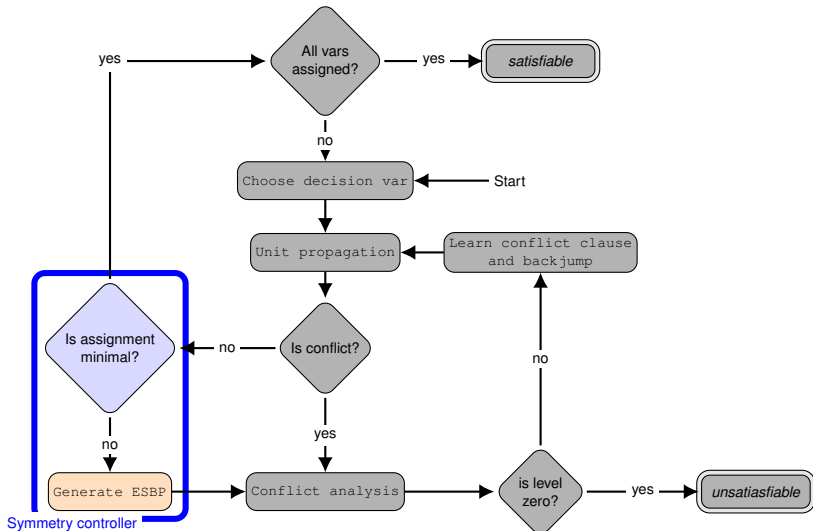 All vars
assigned?
yes
yes
satisfiable
no
Choose decision var
Start
Unit propagation
Learn conflict clause
and backjump
Is assignment
minimal?
no
Is conflict?
no
yes
no
Generate ESBP
Conflict analysis
is level
zero?
yes
unsatiasfiable
Symmetry controller